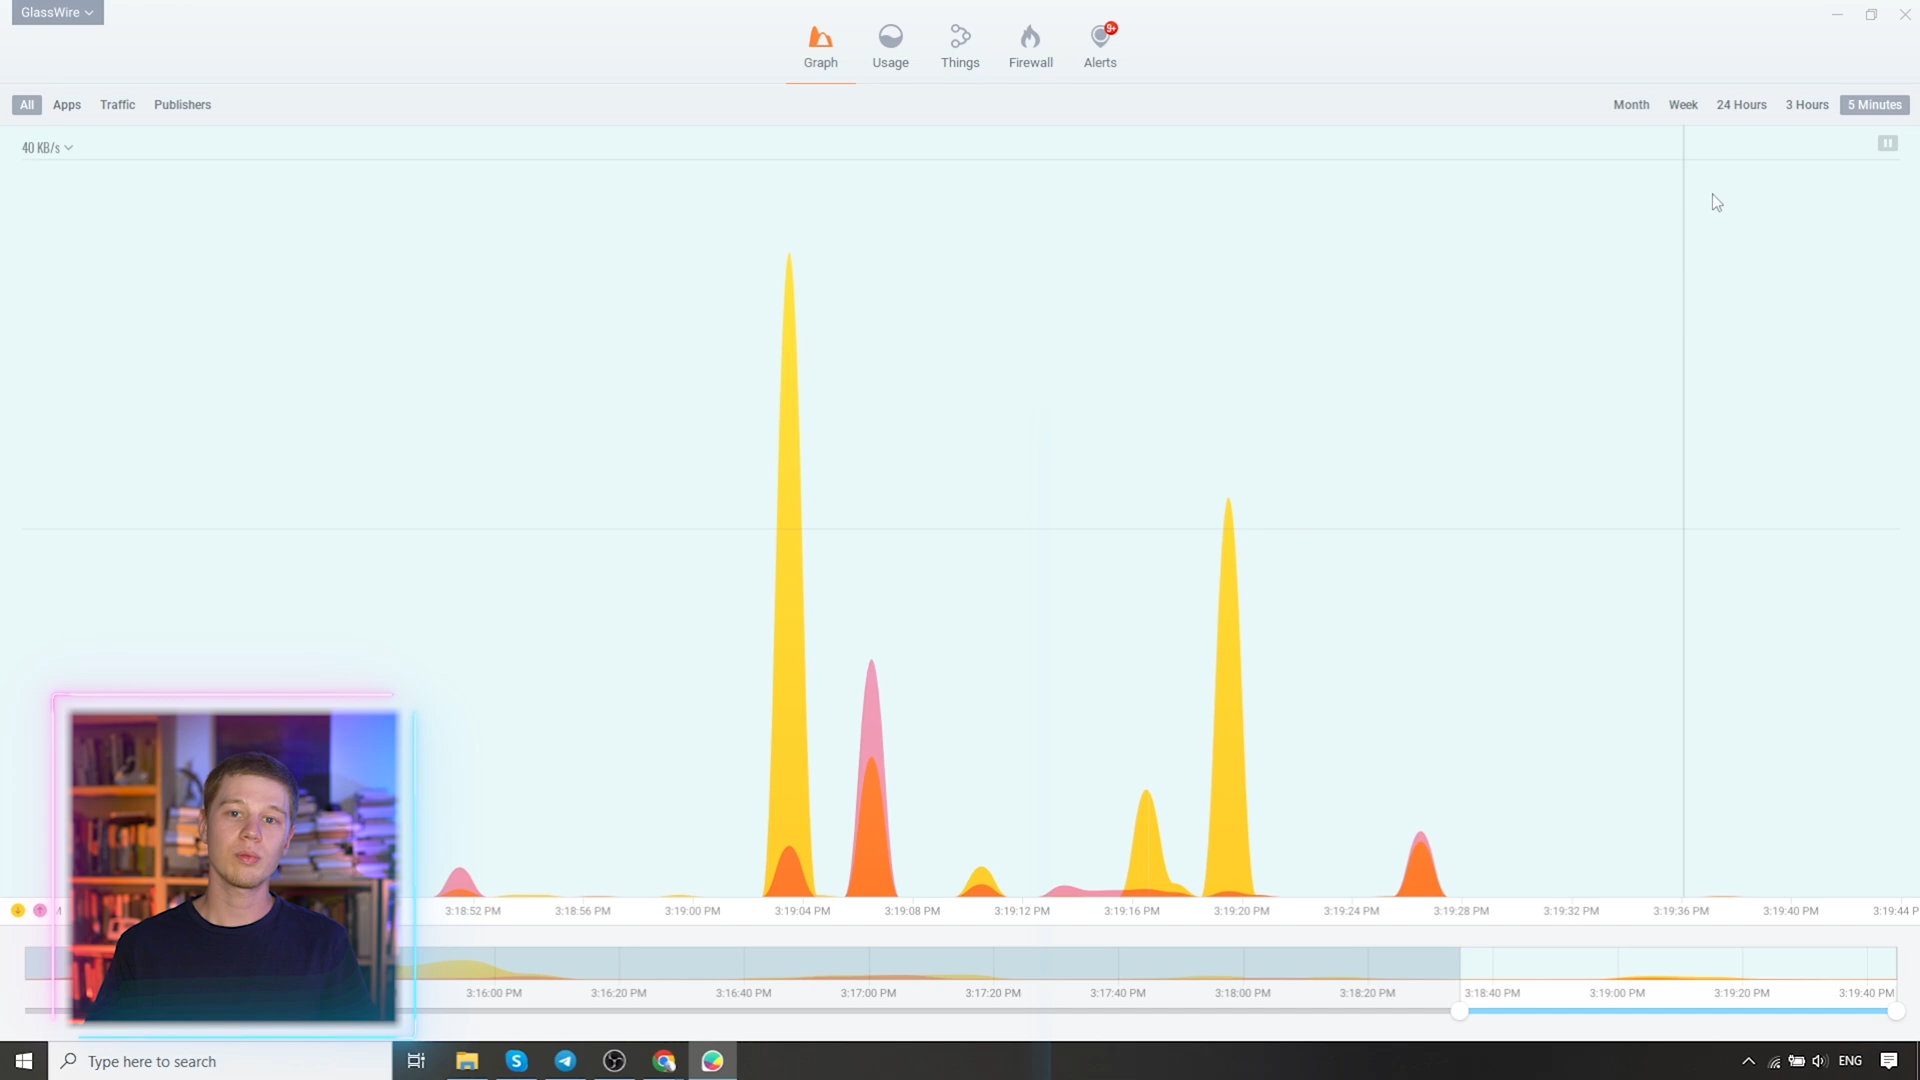 GlassWire
Graph
Usage
Things
Firewall
9+
Alerts
All
Apps
Traffic
Publishers
Month
Week
24 Hours
3 Hours
5 Minutes
40 KB/s
M
3:18:52 PM
3:18:56 PM
3:19:00 PM
3:19:04 PM
3:19:08 PM
3:19:12 PM
3:19:16 PM
3:19:20 PM
3:19:24 PM
3:19:28 PM
3:19:32 PM
3:19:36 PM
3:19:40 PM
3:19:44 P
3:16:00 PM
3:16:20 PM
3:16:40 PM
3:17:00 PM
3:17:20 PM
3:17:40 PM
3:18:00 PM
3:18:20 PM
3:18:40 PM
3:19:00 PM
3:19:20 PM
3:19:40 PM
Type here to search
ENG